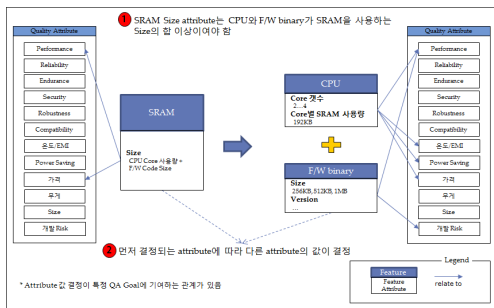 1 SRAM Size attribute는 CPU와 F/W binary가 SRAM을 사용하는
Size의 합 이상이여야 함
Quality Attribute
Performance
Reliability
Endurance
Security
Robustness
Compatibility
온도/EMI
Power Saving
가격
무게
Size
개발 Risk
SRAM
Size
CPU Core 사용량 +
F/W Code Size
CPU
Core 갯수
2…4
Core별 SRAM 사용량
192KB
F/W binary
Size
256KB,512KB,1MB
Version
…
Quality Attribute
Performance
Reliability
Endurance
Security
Robustness
Compatibility
온도/EMI
Power Saving
가격
무게
Size
개발 Risk
2 먼저 결정되는 attribute에 따라 다른 attribute의 값이 결정
* Attribute 값 결정이 특정 QA Goal에 기여하는 관계가 있음
Legend
Feature
Feature
Attribute
relate to